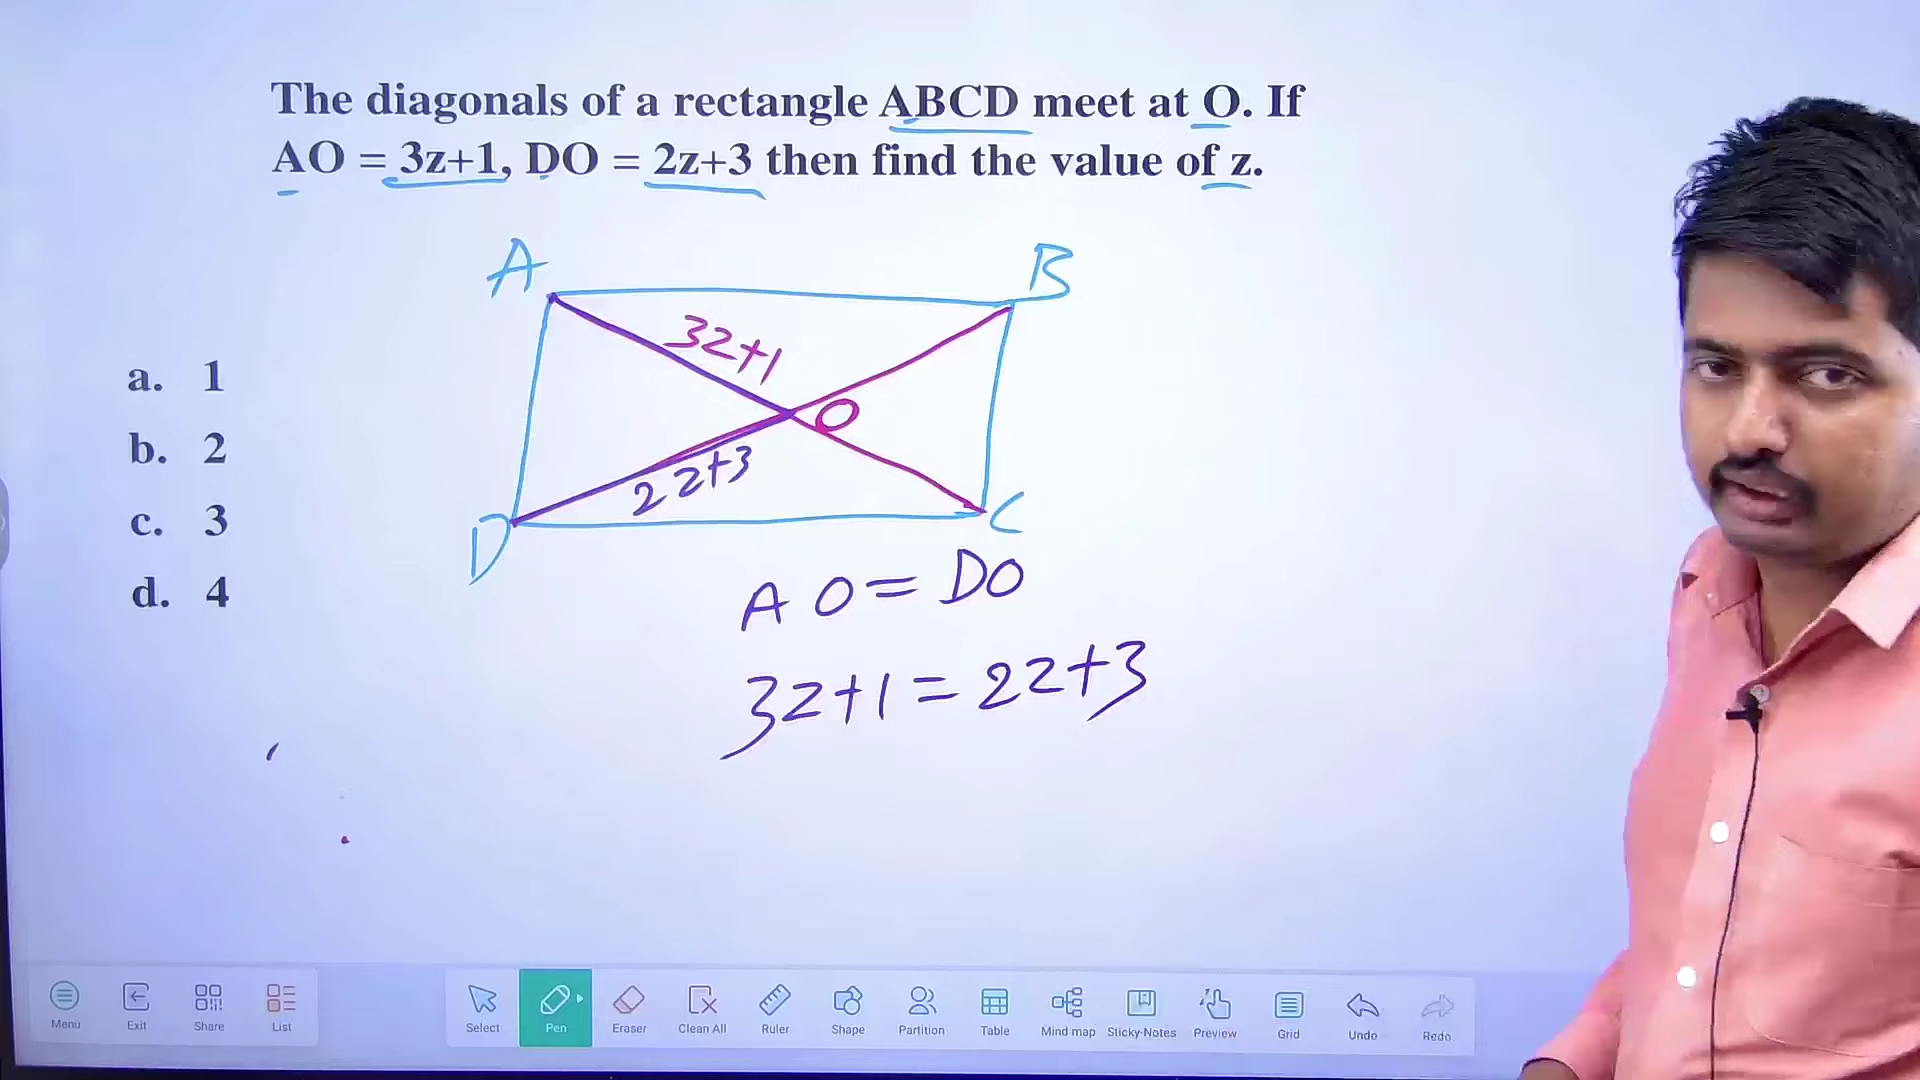 The diagonals of a rectangle ABCD meet at O. If
AO = 3z+1, DO = 2z+3 then find the value of z.
A
B
3z+1
a. 1
O
b. 2
2z+3
c. 3
C
D
d. 4
AO = DO
3z+1 = 2z+3
Menu
Exit
Share
List
Select
Pen
Eraser
Clean All
Ruler
Shape
Partition
Table
Mind map
Sticky-Notes
Preview
Grid
Undo
Redo